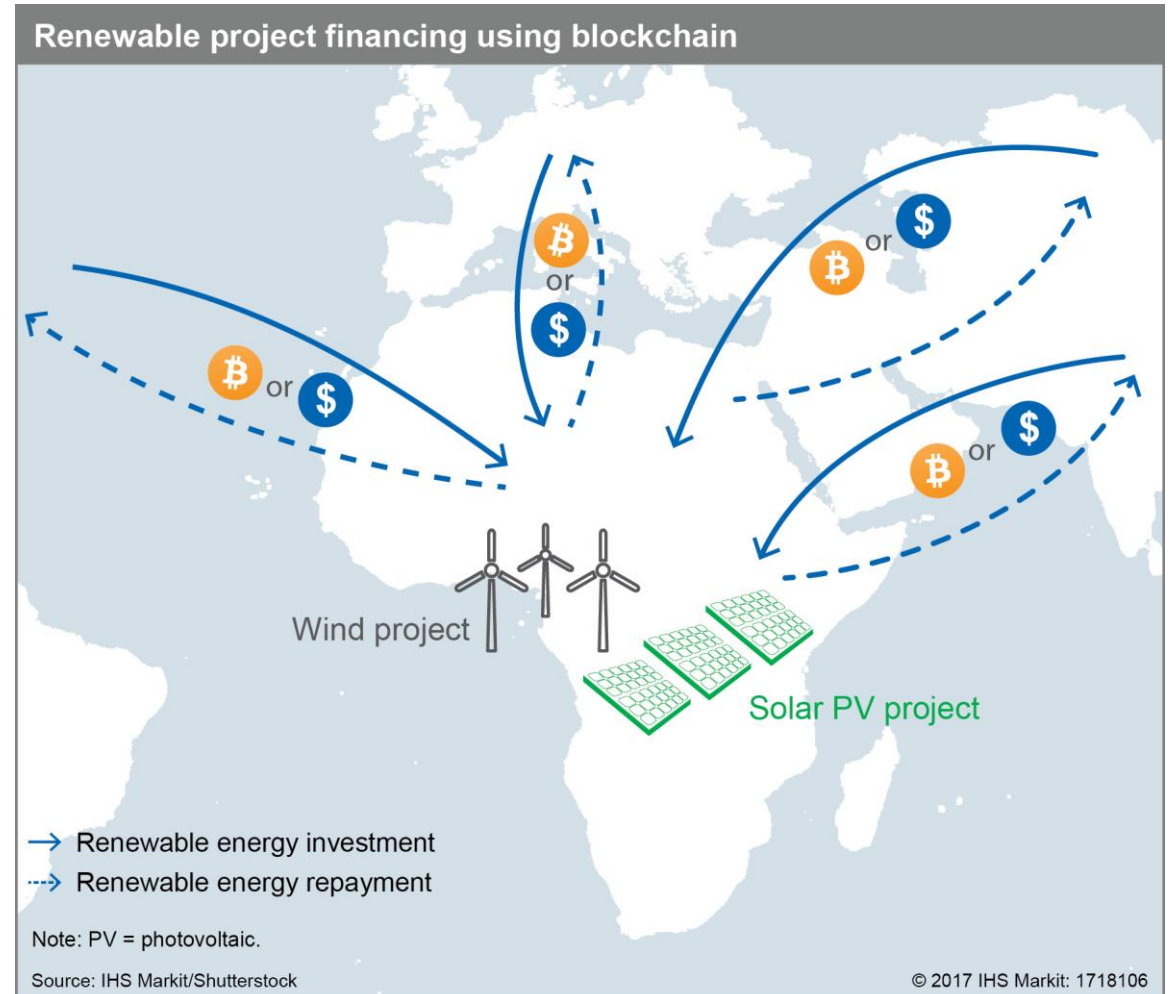 Renewable project financing using blockchain
₿
or
$
₿ or $
₿ or $
₿ or $
Wind project
Solar PV project
Renewable energy investment
Renewable energy repayment
Note: PV = photovoltaic.
Source: IHS Markit/Shutterstock
© 2017 IHS Markit: 1718106